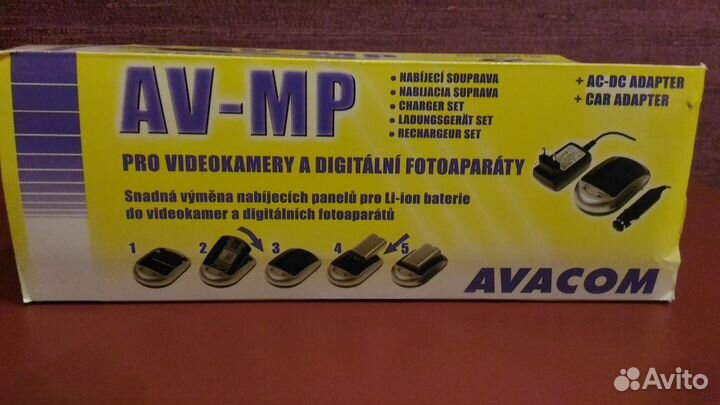 AV-MP
• NABÍJECÍ SOUPRAVA
• NABIJACIA SUPRAVA
• CHARGER SET
• LADUNGSGERÄT SET
• RECHARGEUR SET
+ AC-DC ADAPTER
+ CAR ADAPTER
PRO VIDEOKAMERY A DIGITÁLNÍ FOTOAPARÁTY
Snadná výměna nabíjecích panelů pro Li-ion baterie
do videokamer a digitálních fotoaparátů
1 2 3 4 5
AVACOM
Avito